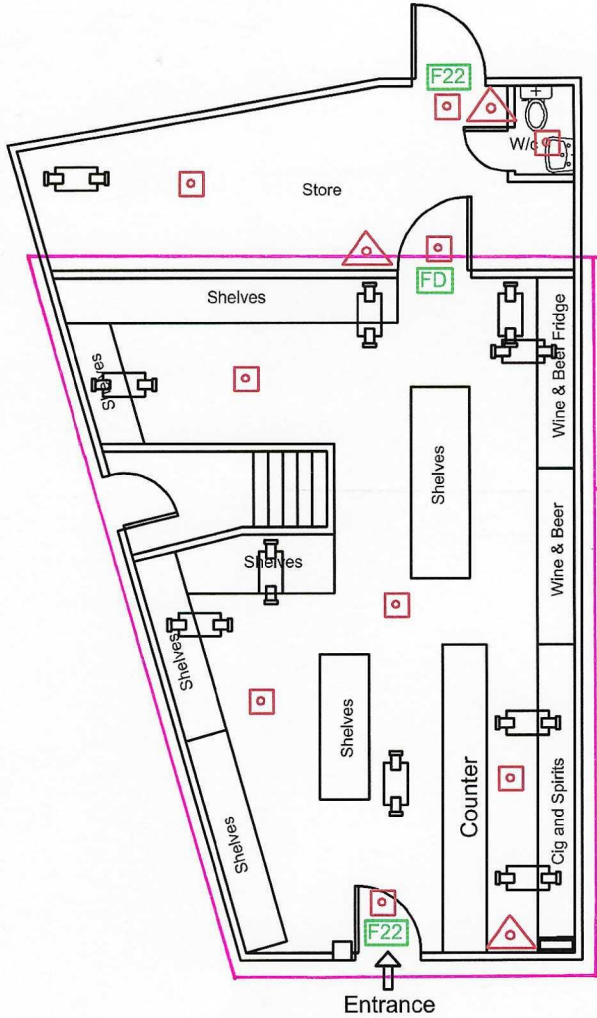 F22
W/c
Store
FD
Shelves
Shelves
Wine & Beer Fridge
Shelves
Wine & Beer
Shelves
Shelves
Shelves
Shelves
Counter
Cig and Spirits
F22
Entrance